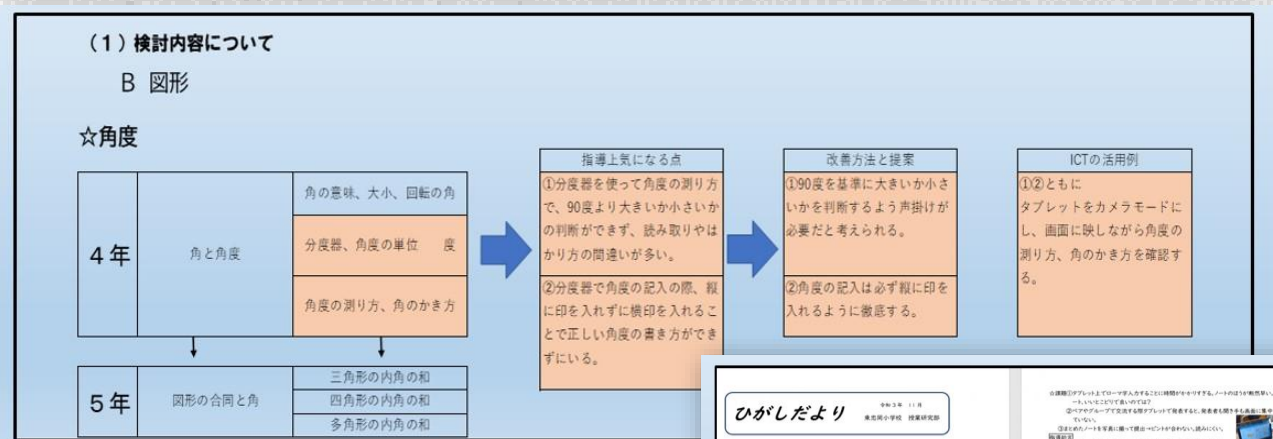 （1）検討内容について
B 図形
☆角度
4年
角と角度
角の意味、大小、回転の角
分度器、角度の単位 度
角度の測り方、角のかき方
5年
図形の合同と角
三角形の内角の和
四角形の内角の和
多角形の内角の和
指導上気になる点
①分度器を使って角度の測り方
で、90度より大きいか小さいか
の判断ができず、読み取りやは
かり方の間違いが多い。
②分度器で角度の記入の際、縦
に印を入れずに横印を入れるこ
とで正しい角度の書き方ができ
ずにいる。
改善方法と提案
①90度を基準に大きいか小さ
いかを判断するよう声掛けが
必要だと考えられる。
②角度の記入は必ず縦に印を
入れるように徹底する。
ICTの活用例
①②ともに
タブレットをカメラモードに
し、画面に映しながら角度の
測り方、角のかき方を確認す
る。
ひがしだより
令和3年 11月
授業研究部